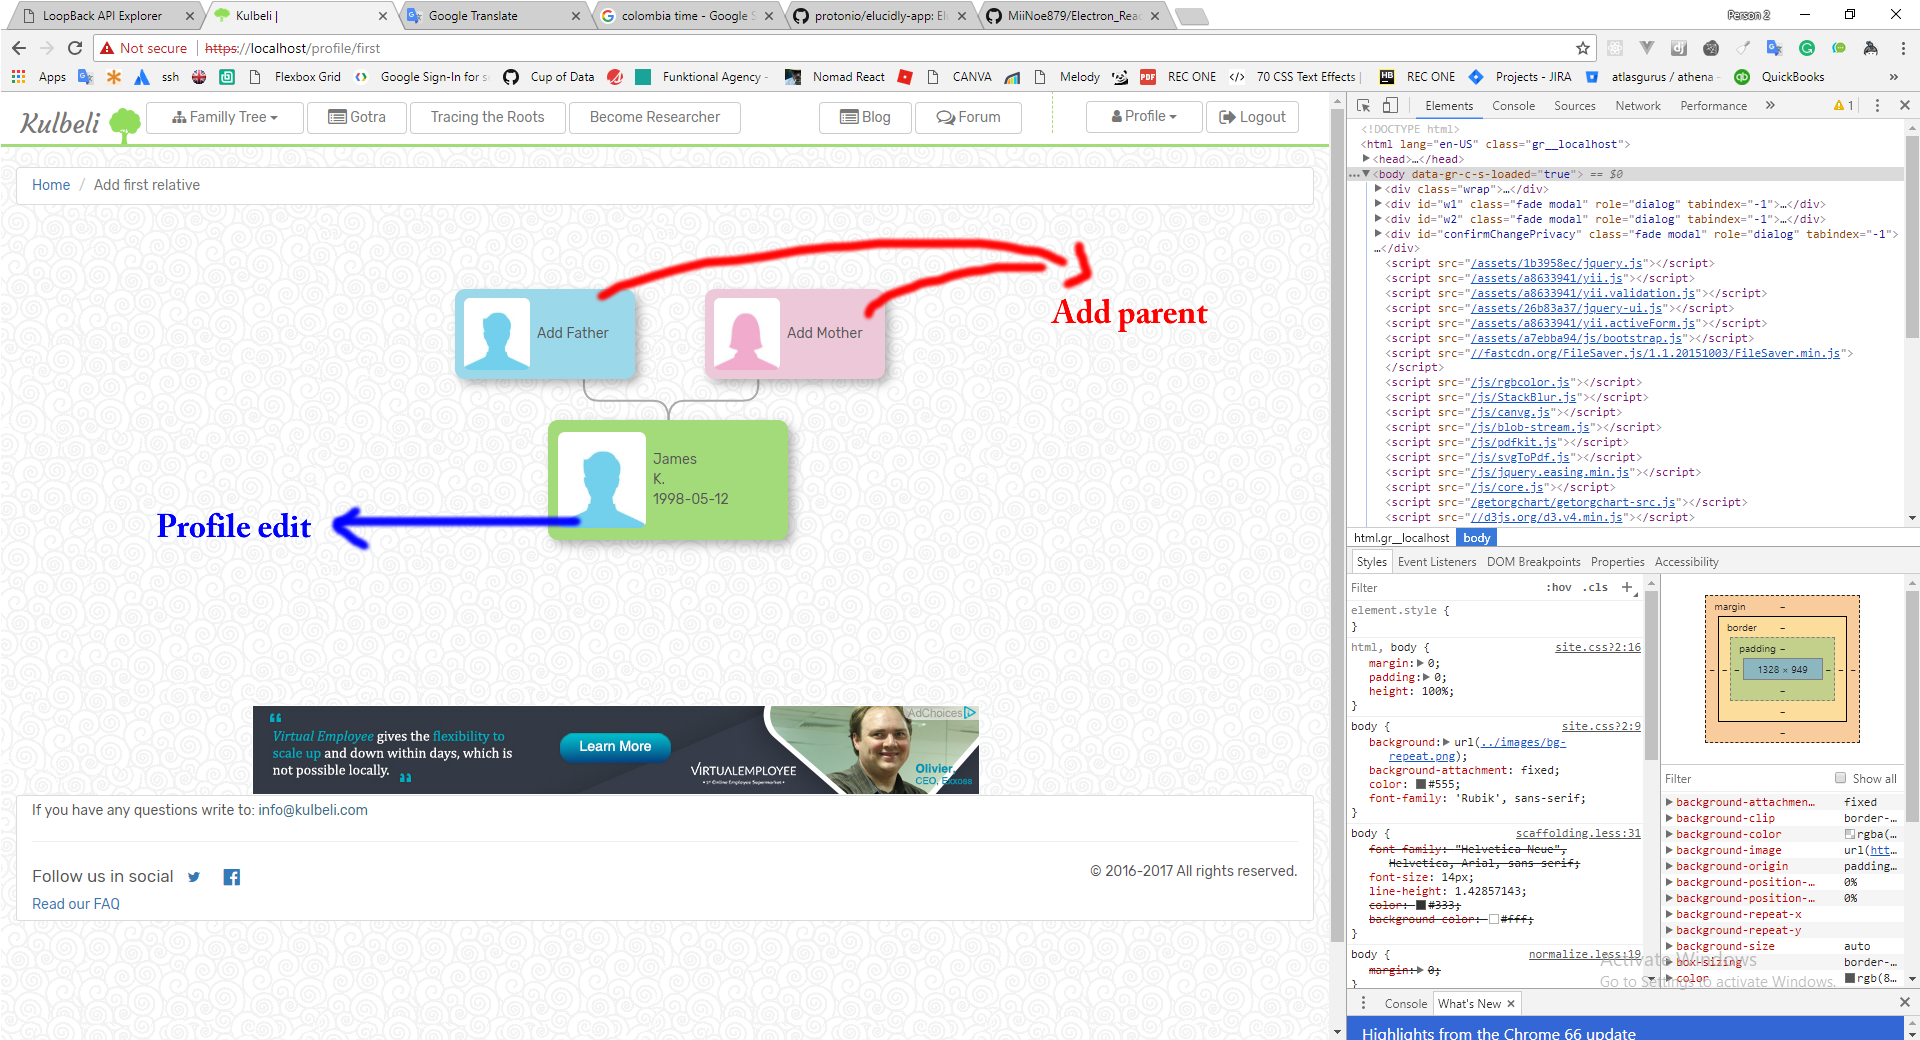 LoopBack API Explorer
Kulbeli |
Google Translate
colombia time - Google S
protonio/elucidly-app: El
MiiNoe879/Electron_Rea
Person 2
Not secure
https://localhost/profile/first
Apps
ssh
Flexbox Grid
Google Sign-In for s
Cup of Data
Funktional Agency -
Nomad React
CANVA
Melody
PDF
REC ONE
70 CSS Text Effects |
HB
REC ONE
Projects - JIRA
atlasgurus / athena
QuickBooks
»
Kulbeli
Familly Tree
Gotra
Tracing the Roots
Become Researcher
Blog
Forum
Profile
Logout
Home / Add first relative
Add Father
Add Mother
Add parent
James
K.
1998-05-12
Profile edit
“
Virtual Employee gives the flexibility to
scale up and down within days, which is
not possible locally. ”
Learn More
VIRTUALEMPLOYEE
AdChoices
Olivier,
CEO, Exxoss
If you have any questions write to: info@kulbeli.com
Follow us in social
© 2016-2017 All rights reserved.
Read our FAQ
Elements
Console
Sources
Network
Performance
»
1
<!DOCTYPE html>
<html lang="en-US" class="gr__localhost">
<head>…</head>
…<body data-gr-c-s-loaded="true"> == $0
<div class="wrap">…</div>
<div id="w1" class="fade modal" role="dialog" tabindex="-1">…</div>
<div id="w2" class="fade modal" role="dialog" tabindex="-1">…</div>
<div id="confirmChangePrivacy" class="fade modal" role="dialog" tabindex="-1">
…</div>
<script src="/assets/1b3958ec/jquery.js"></script>
<script src="/assets/a8633941/yii.js"></script>
<script src="/assets/a8633941/yii.validation.js"></script>
<script src="/assets/26b83a37/jquery-ui.js"></script>
<script src="/assets/a8633941/yii.activeForm.js"></script>
<script src="/assets/a7ebba94/js/bootstrap.js"></script>
<script src="//fastcdn.org/FileSaver.js/1.1.20151003/FileSaver.min.js">
</script>
<script src="/js/rgbcolor.js"></script>
<script src="/js/StackBlur.js"></script>
<script src="/js/canvg.js"></script>
<script src="/js/blob-stream.js"></script>
<script src="/js/pdfkit.js"></script>
<script src="/js/svgToPdf.js"></script>
<script src="/js/jquery.easing.min.js"></script>
<script src="/js/core.js"></script>
<script src="/getorgchart/getorgchart-src.js"></script>
<script src="//d3js.org/d3.v4.min.js"></script>
html.gr__localhost
body
Styles
Event Listeners
DOM Breakpoints
Properties
Accessibility
Filter
:hov
.cls
+
element.style {
}
html, body {
site.css?2:16
margin: 0;
padding: 0;
height: 100%;
}
body {
site.css?2:9
background: url(../images/bg-
repeat.png);
background-attachment: fixed;
color: #555;
font-family: 'Rubik', sans-serif;
}
body {
scaffolding.less:31
font-family: "Helvetica Neue",
Helvetica, Arial, sans-serif;
font-size: 14px;
line-height: 1.42857143;
color: #333;
background-color: #fff;
}
body {
normalize.less:19
margin: 0;
}
margin
–
border
–
padding –
– – – 1328 × 949 – – –
–
–
–
Filter
Show all
background-attachmen…
fixed
background-clip
border-…
background-color
rgba(…
background-image
url(htt…
background-origin
padding…
background-position-…
0%
background-position-…
0%
background-repeat-x
background-repeat-y
background-size
auto
box-sizing
border-…
color
rgb(8…
Activate Windows
Go to Settings to activate Windows.
Console
What's New
Highlights from the Chrome 66 update